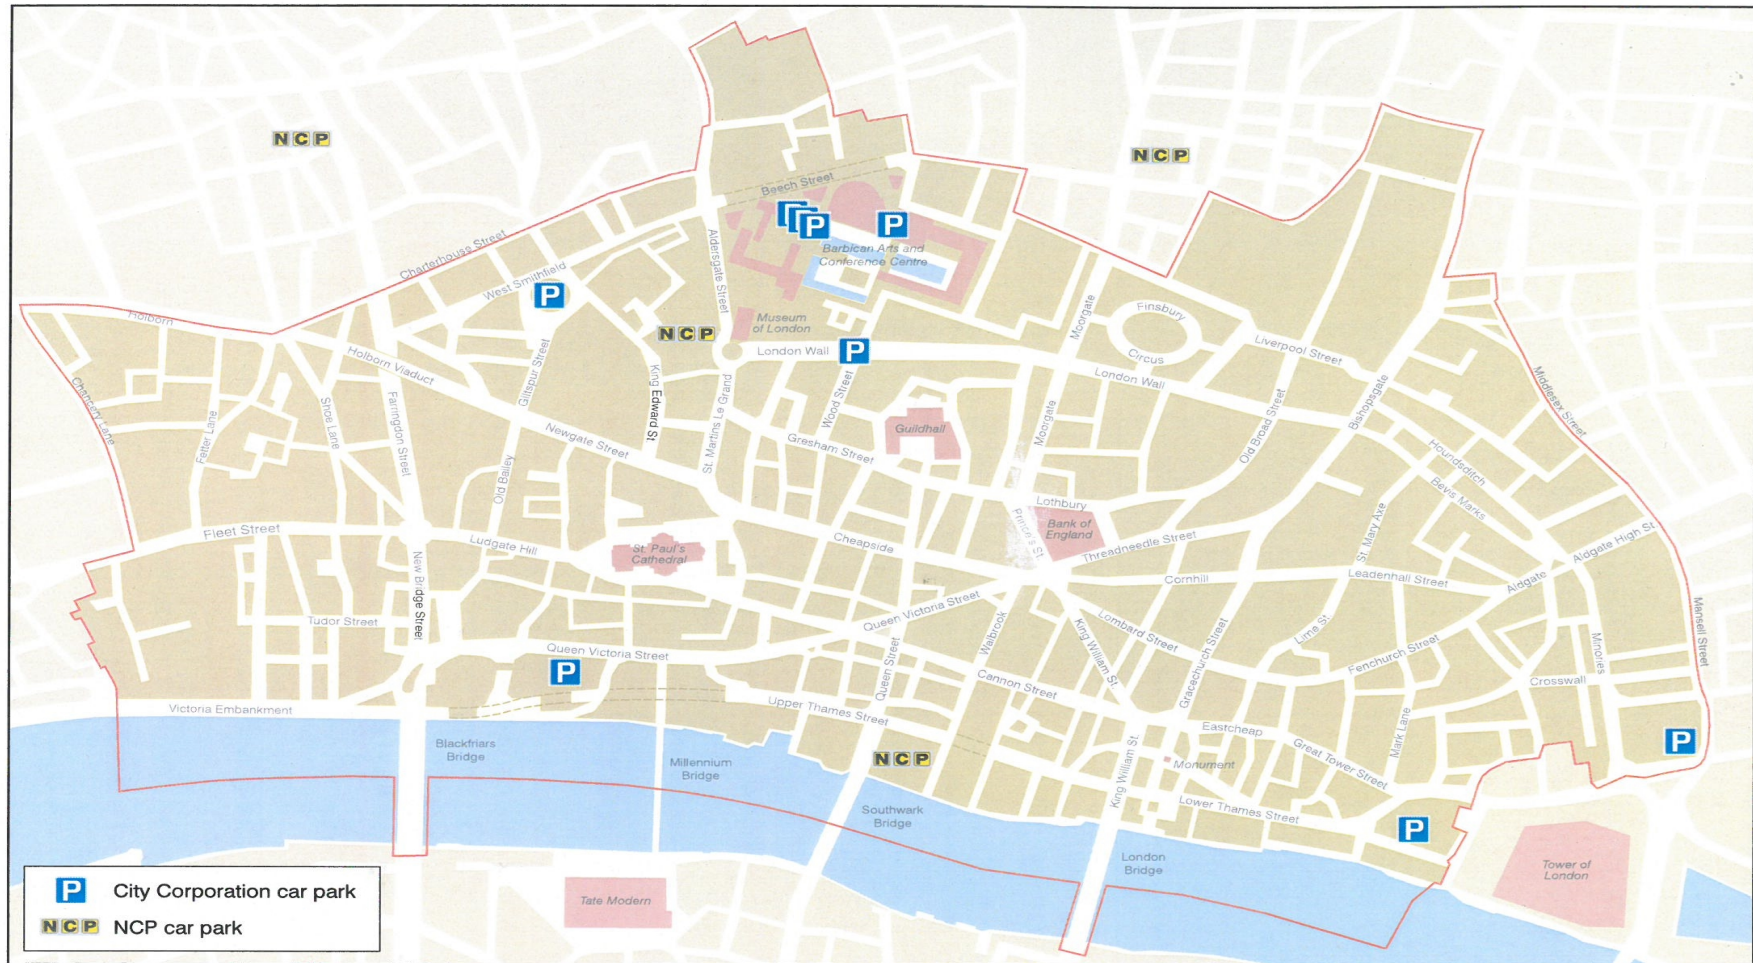 NCP
NCP
Beech Street
P
P
Barbican Arts and
Conference Centre
Charterhouss Street
West Smithfield
P
Aldersgate Street
Holborn
NCP
Museum
of London
London Wall
P
Moorgate
Finsbury
Circus
Liverpool Street
London Wall
Middlesex Street
Holborn Viaduct
Giltspur Street
King Edward St.
St. Martins Le Grand
Wood Street
Chancery Lane
Fetter Lane
Shoe Lane
Farringdon Street
Newgate Street
Gresham Street
Guildhall
Moorgate
Old Broad Street
Bishopsgate
Houndsditch
Bevis Marks
Old Bailey
Lothbury
Prince's St.
Bank of
England
Threadneedle Street
St. Mary Axe
Aldgate High St.
Fleet Street
Ludgate Hill
St. Paul's
Cathedral
Cheapside
Cornhill
Leadenhall Street
Aldgate
New Bridge Street
Tudor Street
Queen Victoria Street
Queen Victoria Street
Queen Street
Walbrook
King William St.
Lombard Street
Gracechurch Street
Lime St.
Fenchurch Street
Minories
Mansell Street
Crosswall
P
Cannon Street
Victoria Embankment
Upper Thames Street
Eastcheap
Great Tower Street
Mark Lane
P
Blackfriars
Bridge
Millennium
Bridge
NCP
King William St.
Monument
Lower Thames Street
P
Southwark
Bridge
London
Bridge
Tower of
London
Tate Modern
P City Corporation car park
NCP NCP car park